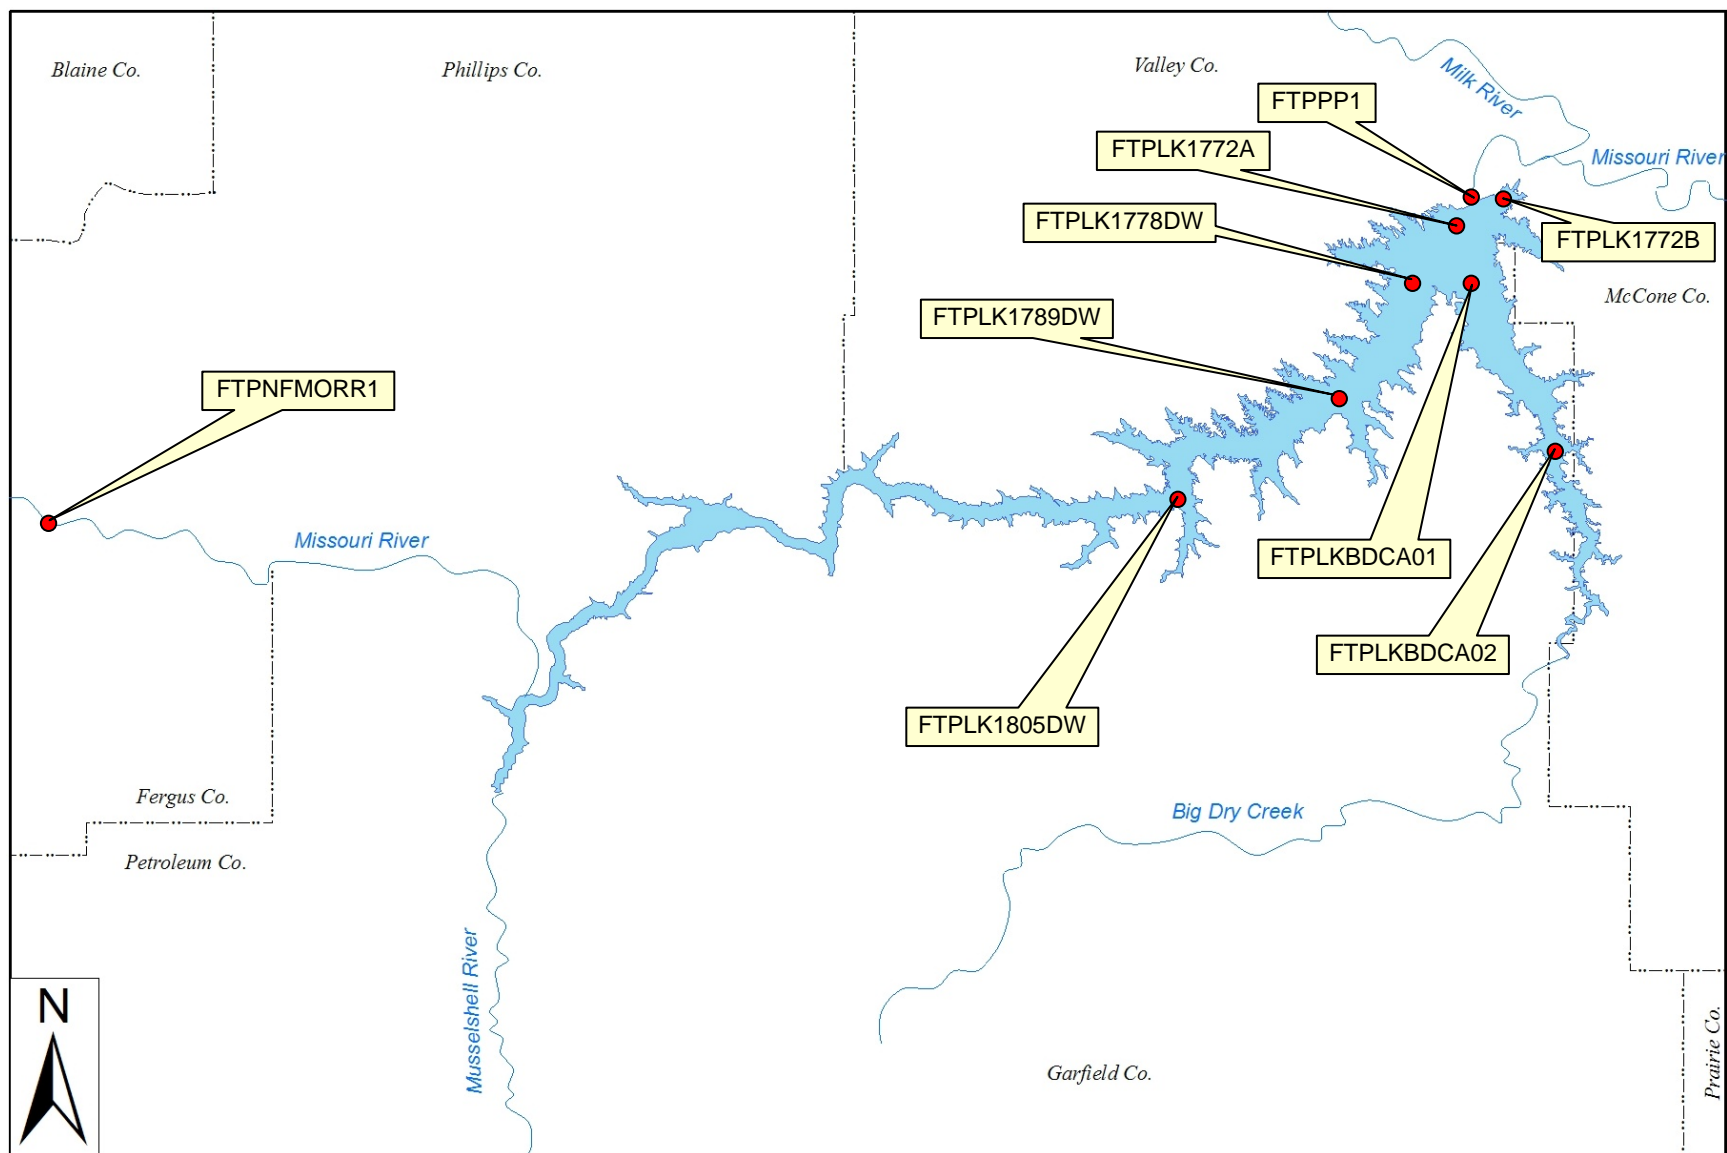 Blaine Co.
Phillips Co.
Valley Co.
Milk River
FTPPP1
FTPLK1772A
Missouri River
FTPLK1778DW
FTPLK1772B
McCone Co.
FTPLK1789DW
FTPNFMORR1
Missouri River
FTPLKBDCA01
FTPLKBDCA02
FTPLK1805DW
Fergus Co.
Big Dry Creek
Petroleum Co.
Musselshell River
N
Garfield Co.
Prairie Co.